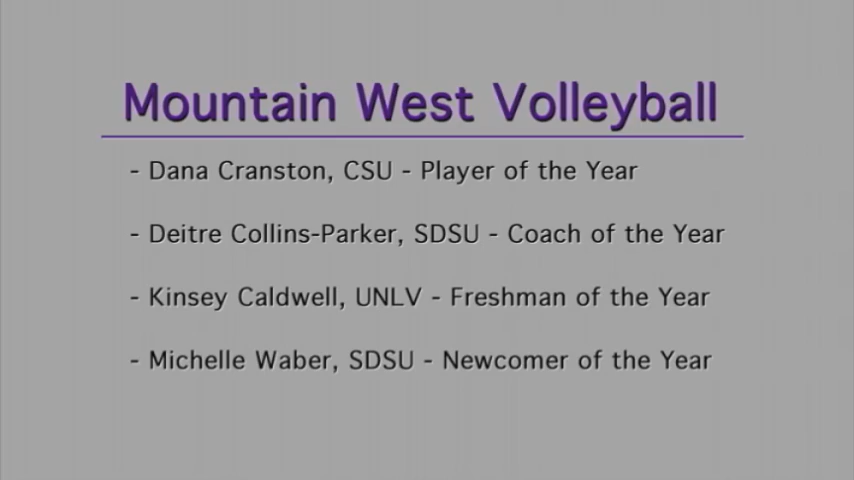 Mountain West Volleyball
- Dana Cranston, CSU - Player of the Year
- Deitre Collins-Parker, SDSU - Coach of the Year
- Kinsey Caldwell, UNLV - Freshman of the Year
- Michelle Waber, SDSU - Newcomer of the Year